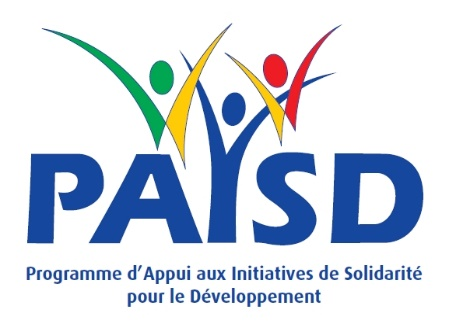 PAISD
Programme d'Appui aux Initiatives de Solidarité
pour le Développement